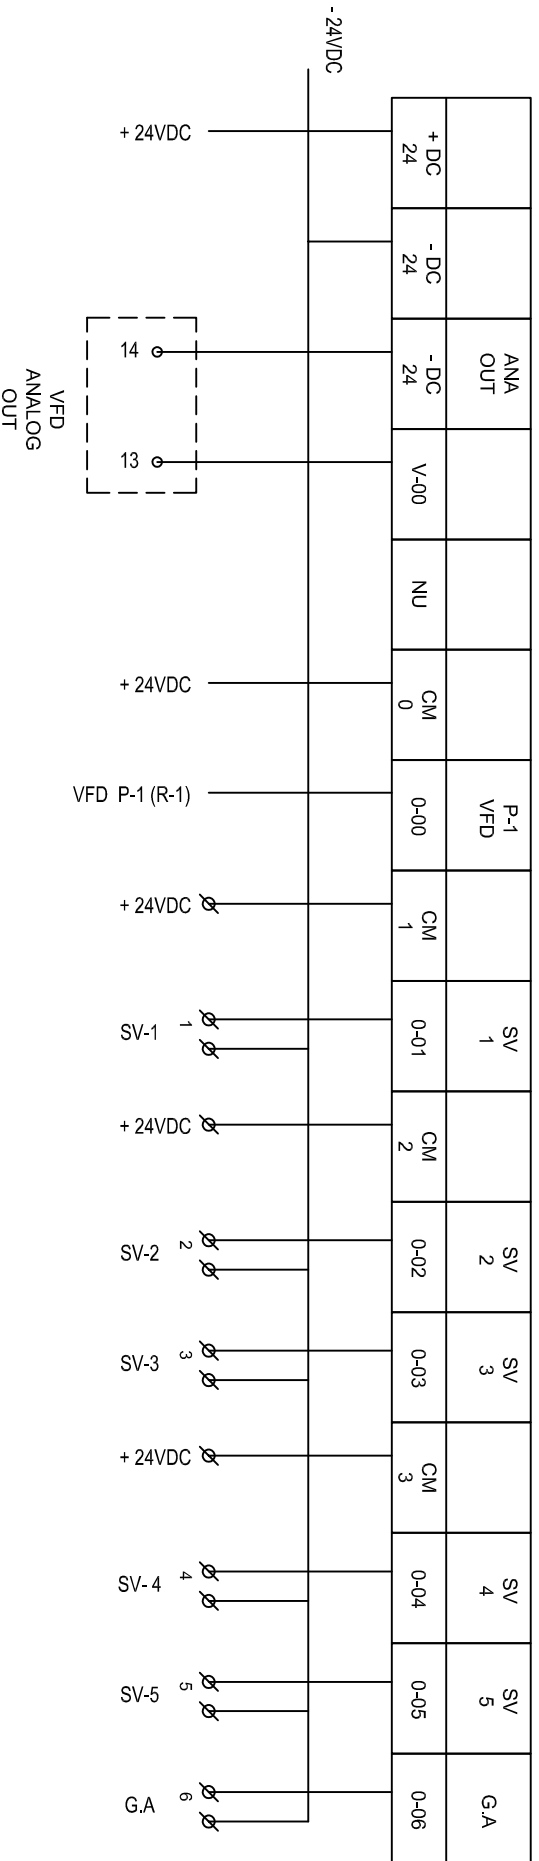 - 24VDC
+ 24VDC
+ DC
24
- DC
24
ANA
OUT
- DC
24
14
13
VFD
ANALOG
OUT
V-00
NU
+ 24VDC
CM
0
VFD P-1 (R-1)
0-00
P-1
VFD
+ 24VDC
CM
1
SV-1
1
0-01
SV
1
+ 24VDC
CM
2
SV-2
2
0-02
SV
2
SV-3
3
0-03
SV
3
+ 24VDC
CM
3
SV- 4
4
0-04
SV
4
SV-5
5
0-05
SV
5
G.A
6
0-06
G.A